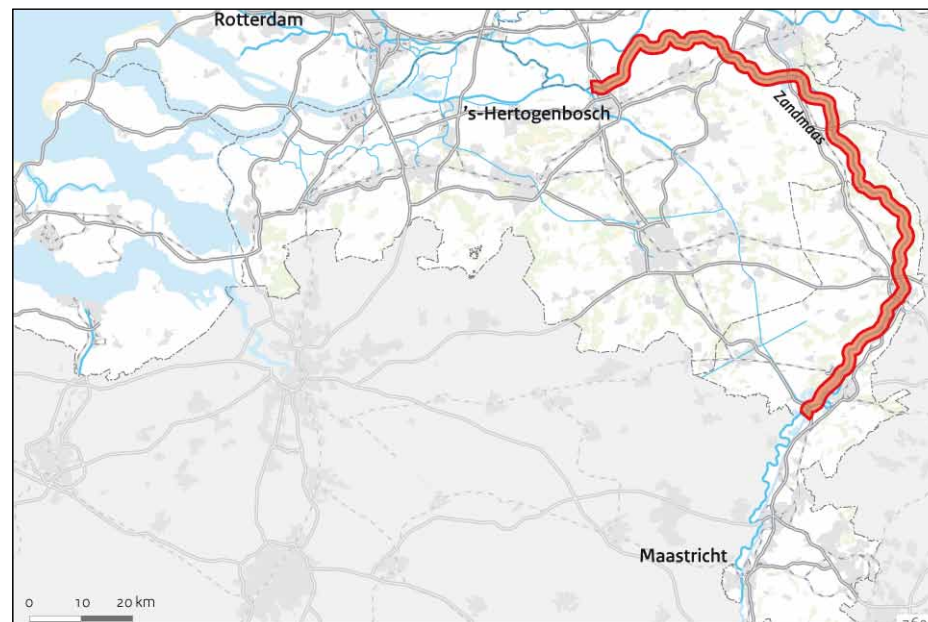 Rotterdam
's-Hertogenbosch
Zandmaas
Maastricht
0 10 20 km